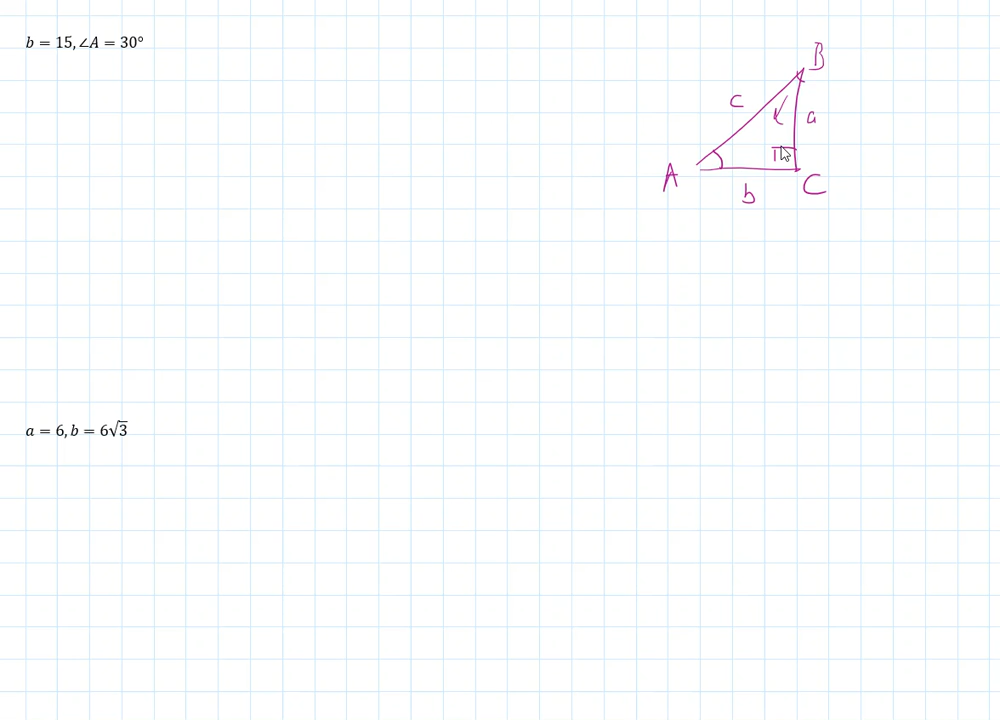 b = 15, ∠A = 30°
B
c
a
A
b
C
a = 6, b = 6√3